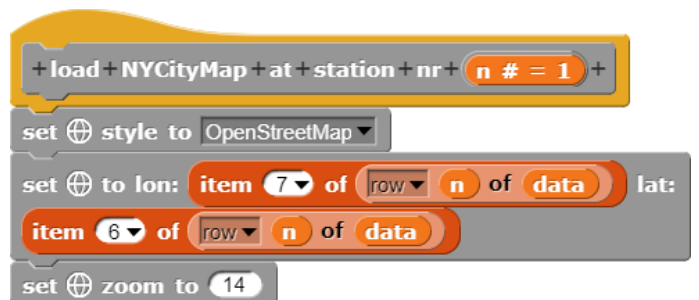 +load+NYCityMap+at+station+nr+ n # = 1 +
set style to OpenStreetMap
set to lon: item 7 of row n of data lat:
item 6 of row n of data
set zoom to 14